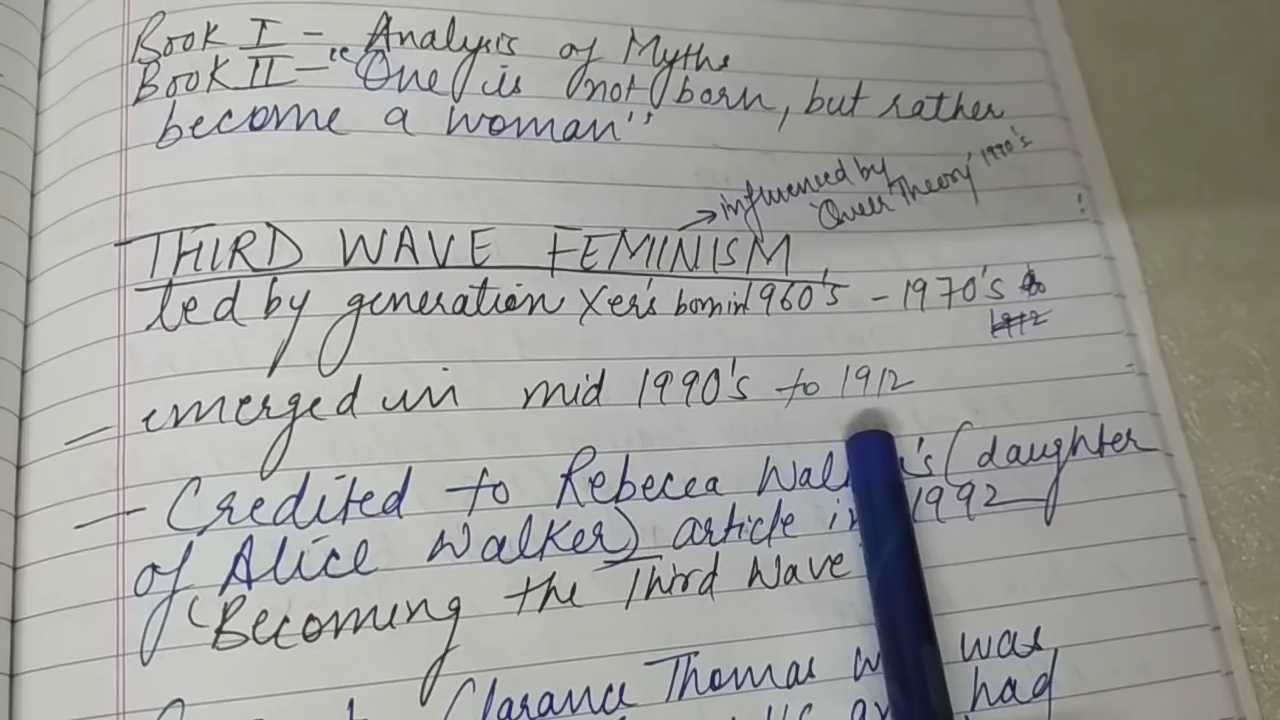 Book I - Analysis of Myths
Book II - "One is not born, but rather
become a woman"
→ influenced by
'Queer Theory' 1990's
THIRD WAVE FEMINISM
led by generation Xer's born in 1960's - 1970's
1972
- emerged in mid 1990's to 1912
- Credited to Rebecca Wal 's (daughter
of Alice Walker) article in 1992
'Becoming the Third Wave
Clarance Thomas was
had